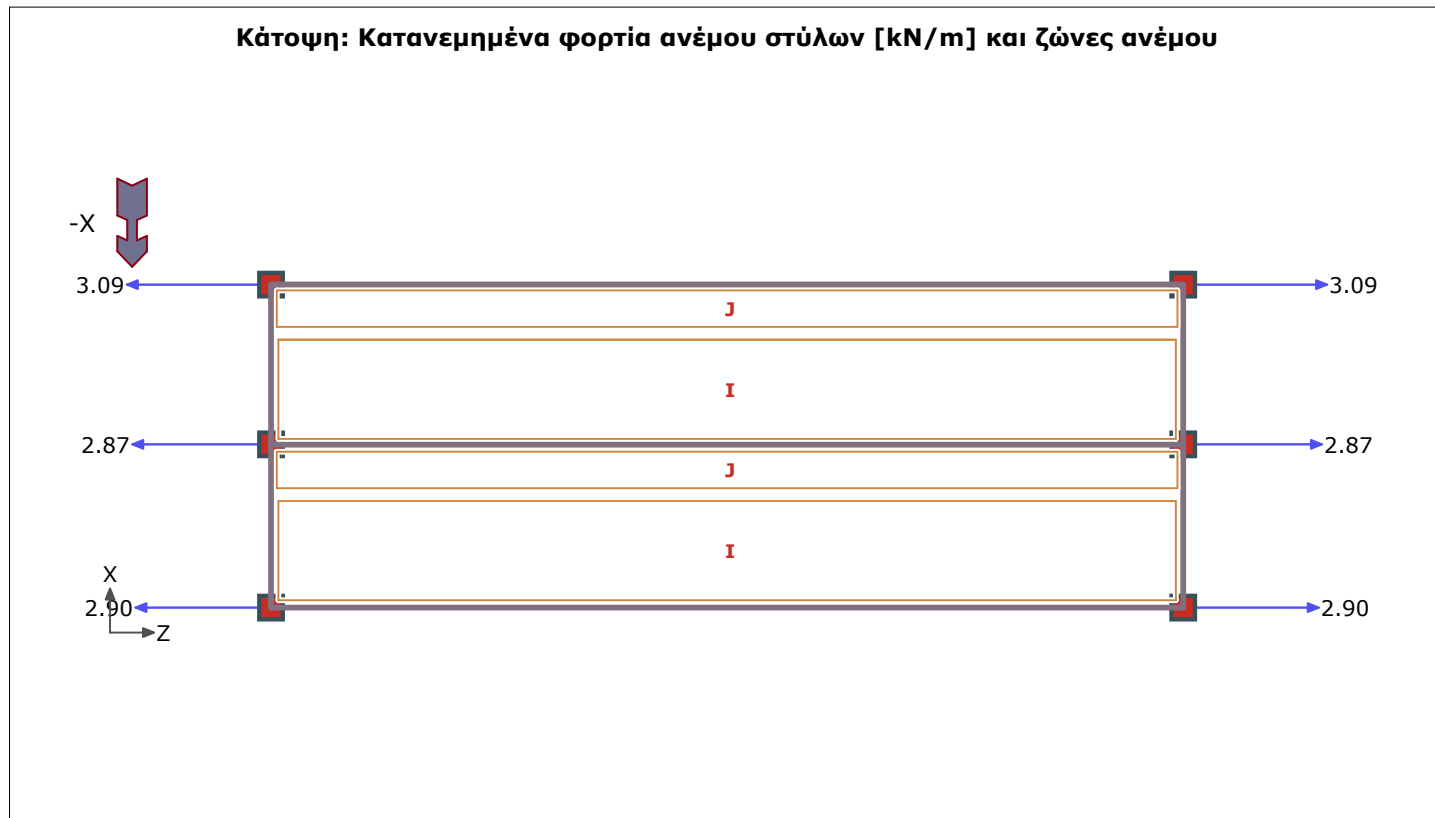 Κάτοψη: Κατανεμημένα φορτία ανέμου στύλων [kN/m] και ζώνες ανέμου
-X
3.09
3.09
J
I
2.87
2.87
J
I
X
2.90
2.90
Z